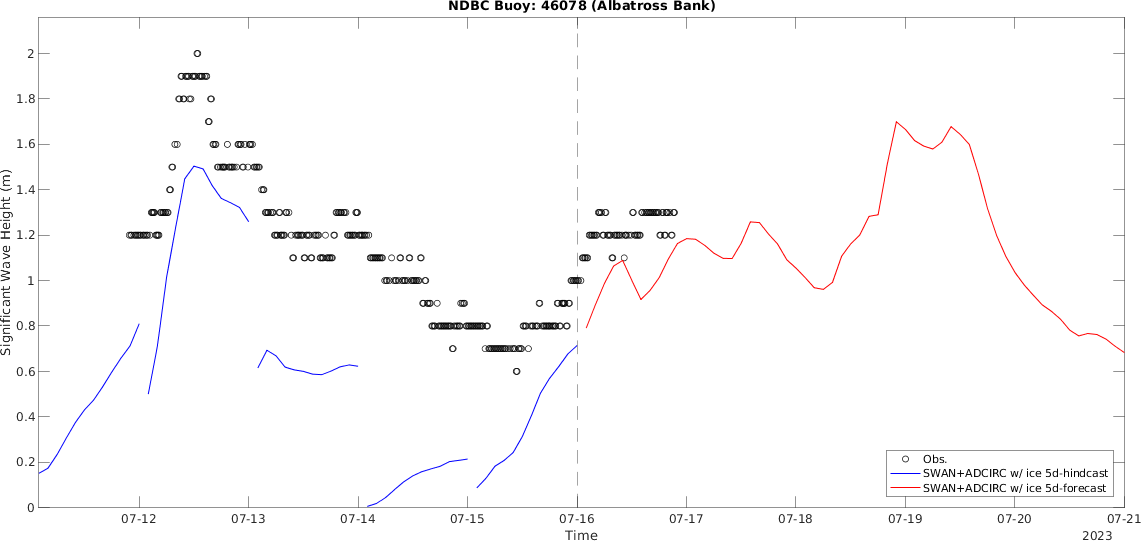 NDBC Buoy: 46078 (Albatross Bank)
Significant Wave Height (m)
2
1.8
1.6
1.4
1.2
1
0.8
0.6
0.4
0.2
0
Obs.
SWAN+ADCIRC w/ ice 5d-hindcast
SWAN+ADCIRC w/ ice 5d-forecast
07-12 07-13 07-14 07-15 07-16 07-17 07-18 07-19 07-20 07-21
Time
2023